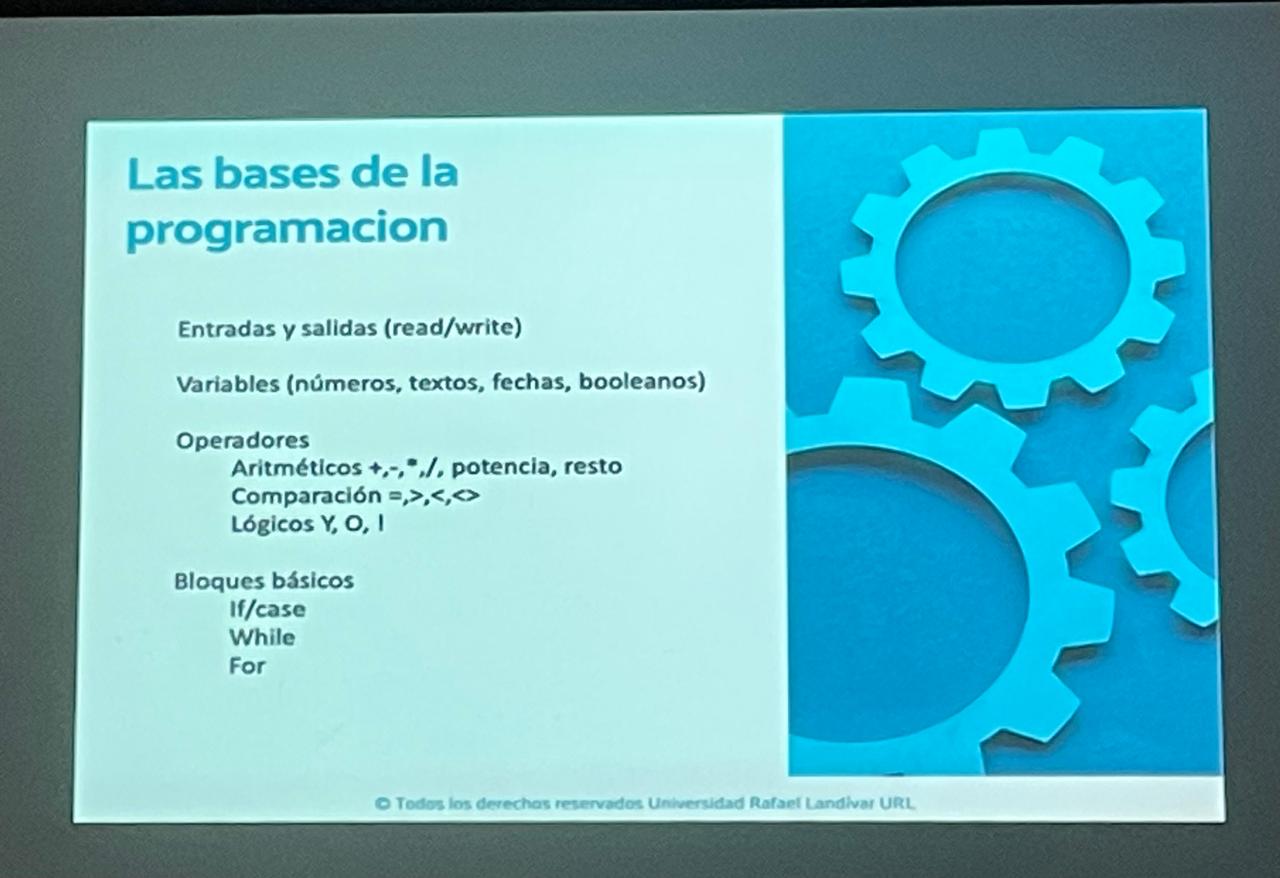 Las bases de la
programacion
Entradas y salidas (read/write)
Variables (números, textos, fechas, booleanos)
Operadores
Aritméticos +,-,*,/, potencia, resto
Comparación =,>,<,<>
Lógicos Y, O, !
Bloques básicos
If/case
While
For
© Todos los derechos reservados Universidad Rafael Landívar URL